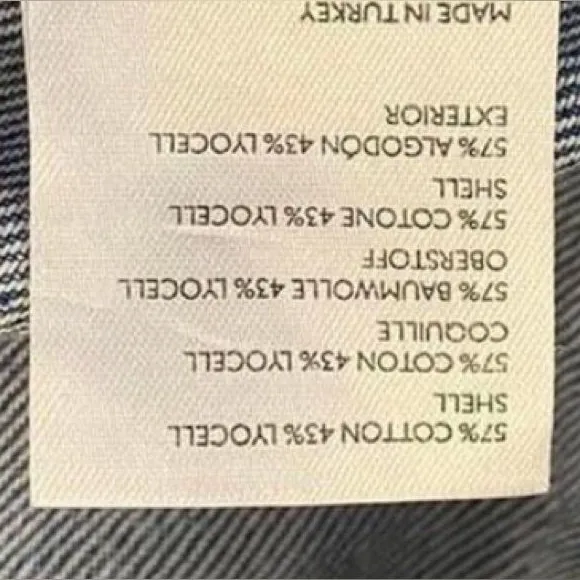 57% COTTON 43% LYOCELL
SHELL
57% COTON 43% LYOCELL
COQUILLE
57% BAUMWOLLE 43% LYOCELL
OBERSTOFF
57% COTONE 43% LYOCELL
SHELL
57% ALGODÓN 43% LYOCELL
EXTERIOR
MADE IN TURKEY